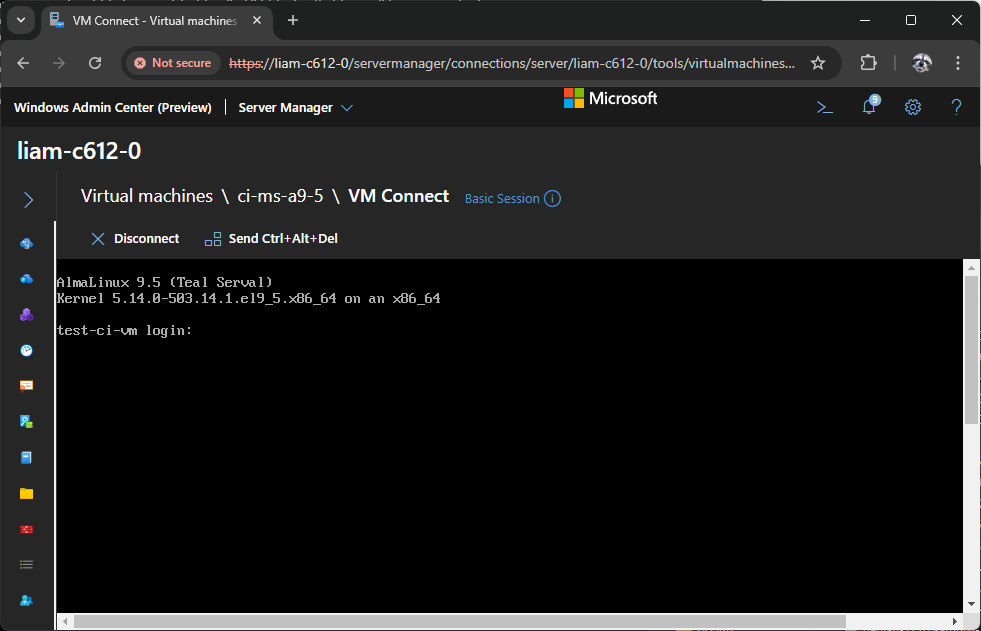 VM Connect - Virtual machines
Not secure https://liam-c612-0/servermanager/connections/server/liam-c612-0/tools/virtualmachines...
Windows Admin Center (Preview) Server Manager Microsoft 9
liam-c612-0
Virtual machines \ ci-ms-a9-5 \ VM Connect Basic Session
Disconnect Send Ctrl+Alt+Del
AlmaLinux 9.5 (Teal Serval)
Kernel 5.14.0-503.14.1.el9_5.x86_64 on an x86_64
test-ci-vm login: